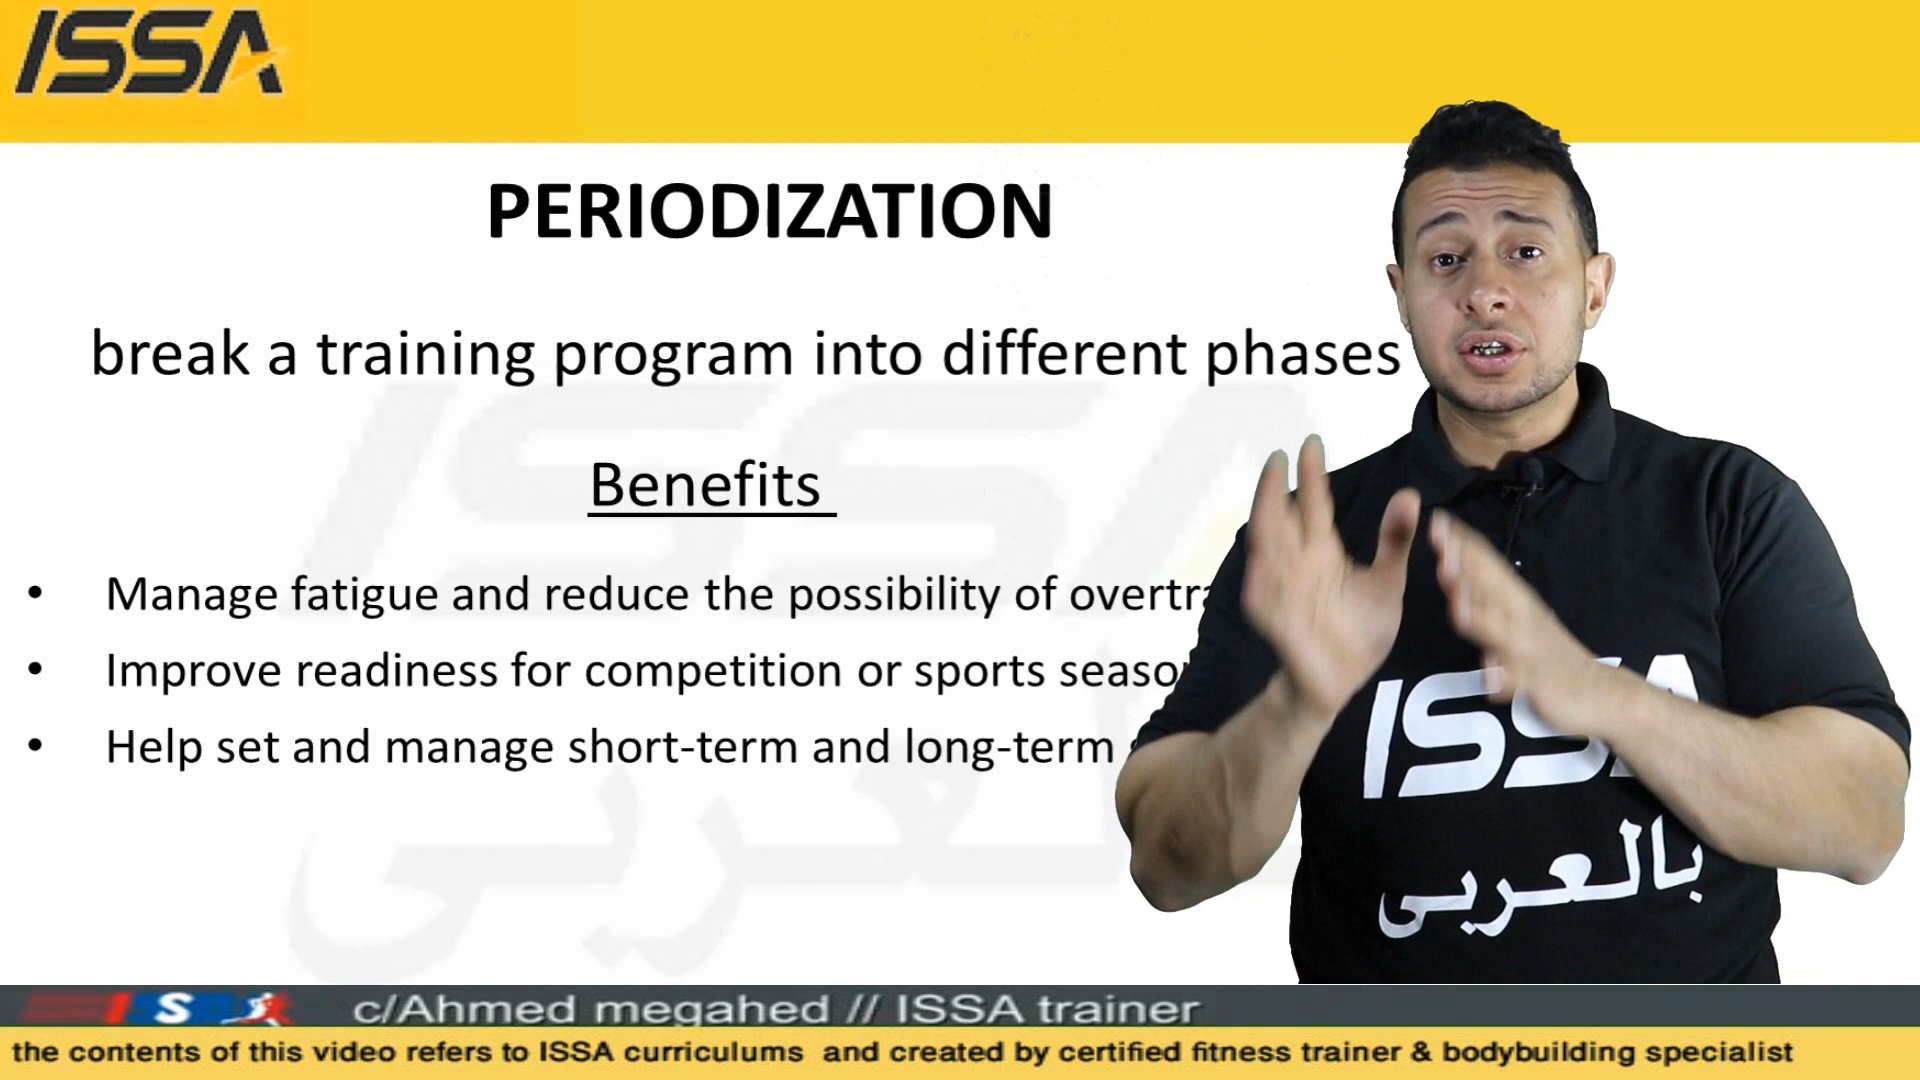 ISSA
PERIODIZATION
break a training program into different phases
Benefits
• Manage fatigue and reduce the possibility of
• Improve readiness for competition or sports
• Help set and manage short-term and long-term
ISSA
بالعربي
ISSA
بالعربى
c/Ahmed megahed // ISSA trainer
the contents of this video refers to ISSA curriculums and created by certified fitness trainer & bodybuilding specialist